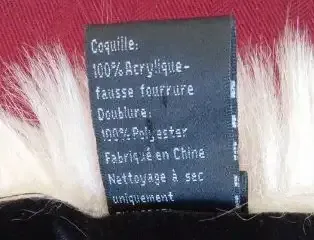 Coquille:
100% Acrylique-
fausse fourrure
Doublure:
100% Polyester
Fabriqué en Chine
Nettoyage à sec
uniquement